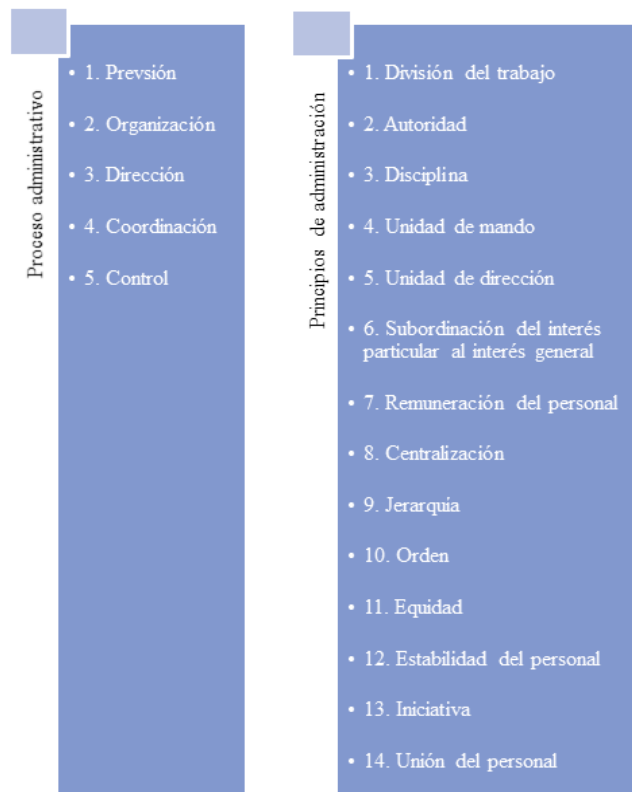 Proceso administrativo
• 1. Prevsión
• 2. Organización
• 3. Dirección
• 4. Coordinación
• 5. Control
Principios de administración
• 1. División del trabajo
• 2. Autoridad
• 3. Disciplina
• 4. Unidad de mando
• 5. Unidad de dirección
• 6. Subordinación del interés
particular al interés general
• 7. Remuneración del personal
• 8. Centralización
• 9. Jerarquía
• 10. Orden
• 11. Equidad
• 12. Estabilidad del personal
• 13. Iniciativa
• 14. Unión del personal